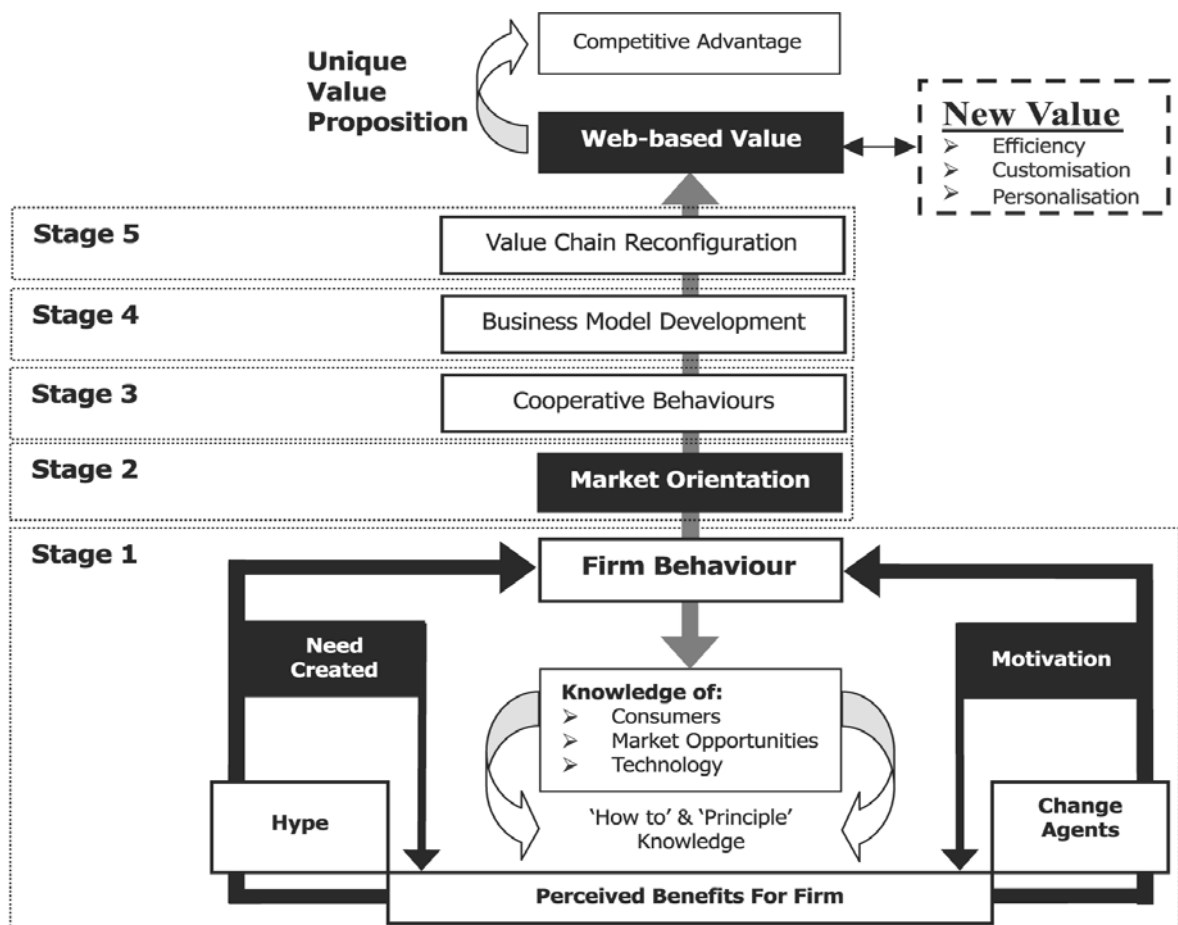 Competitive Advantage
Unique
Value
Proposition
Web-based Value
New Value
➢ Efficiency
➢ Customisation
➢ Personalisation
Stage 5
Value Chain Reconfiguration
Stage 4
Business Model Development
Stage 3
Cooperative Behaviours
Stage 2
Market Orientation
Stage 1
Firm Behaviour
Need
Created
Motivation
Knowledge of:
➢ Consumers
➢ Market Opportunities
➢ Technology
Hype
‘How to’ & ‘Principle’
Knowledge
Change
Agents
Perceived Benefits For Firm